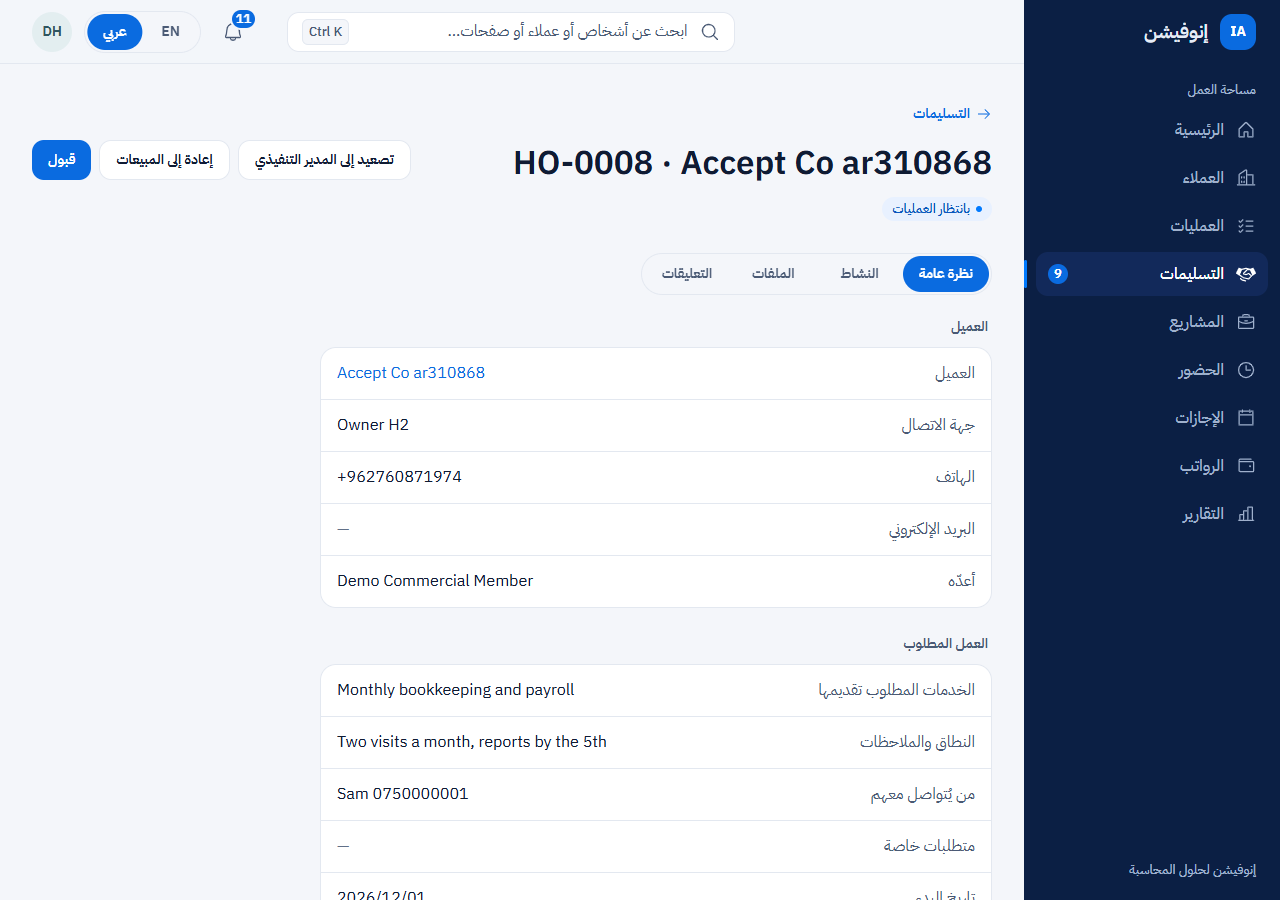 IA إنوفيشن
مساحة العمل
الرئيسية
العملاء
العمليات
التسليمات 9
المشاريع
الحضور
الإجازات
الرواتب
التقارير
إنوفيشن لحلول المحاسبة
ابحث عن أشخاص أو عملاء أو صفحات... Ctrl K
11
EN عربي
DH
التسليمات
HO-0008 · Accept Co ar310868
تصعيد إلى المدير التنفيذي إعادة إلى المبيعات قبول
بانتظار العمليات
نظرة عامة النشاط الملفات التعليقات
العميل
العميل Accept Co ar310868
جهة الاتصال Owner H2
الهاتف +962760871974
البريد الإلكتروني —
أعدّه Demo Commercial Member
العمل المطلوب
الخدمات المطلوب تقديمها Monthly bookkeeping and payroll
النطاق والملاحظات Two visits a month, reports by the 5th
من يُتواصل معهم Sam 0750000001
متطلبات خاصة —
تاريخ البدء 2026/12/01